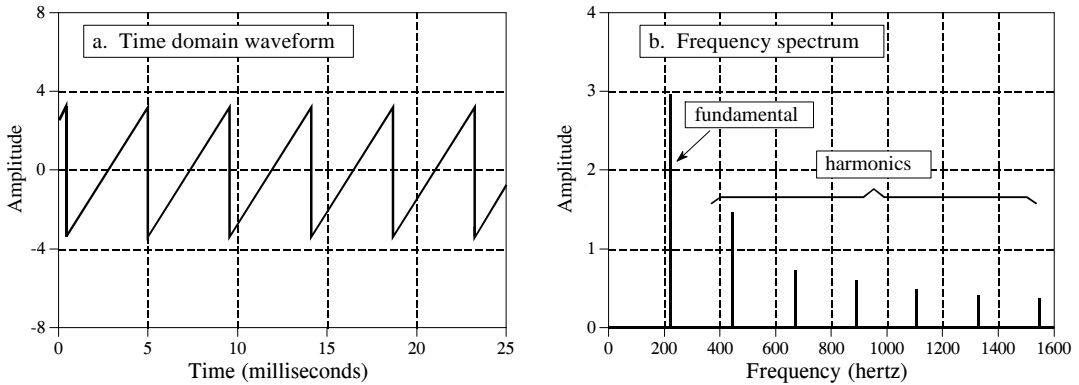 a. Time domain waveform
Amplitude
8
4
0
-4
-8
0 5 10 15 20 25
Time (milliseconds)
b. Frequency spectrum
fundamental
harmonics
Amplitude
4
3
2
1
0
0 200 400 600 800 1000 1200 1400 1600
Frequency (hertz)